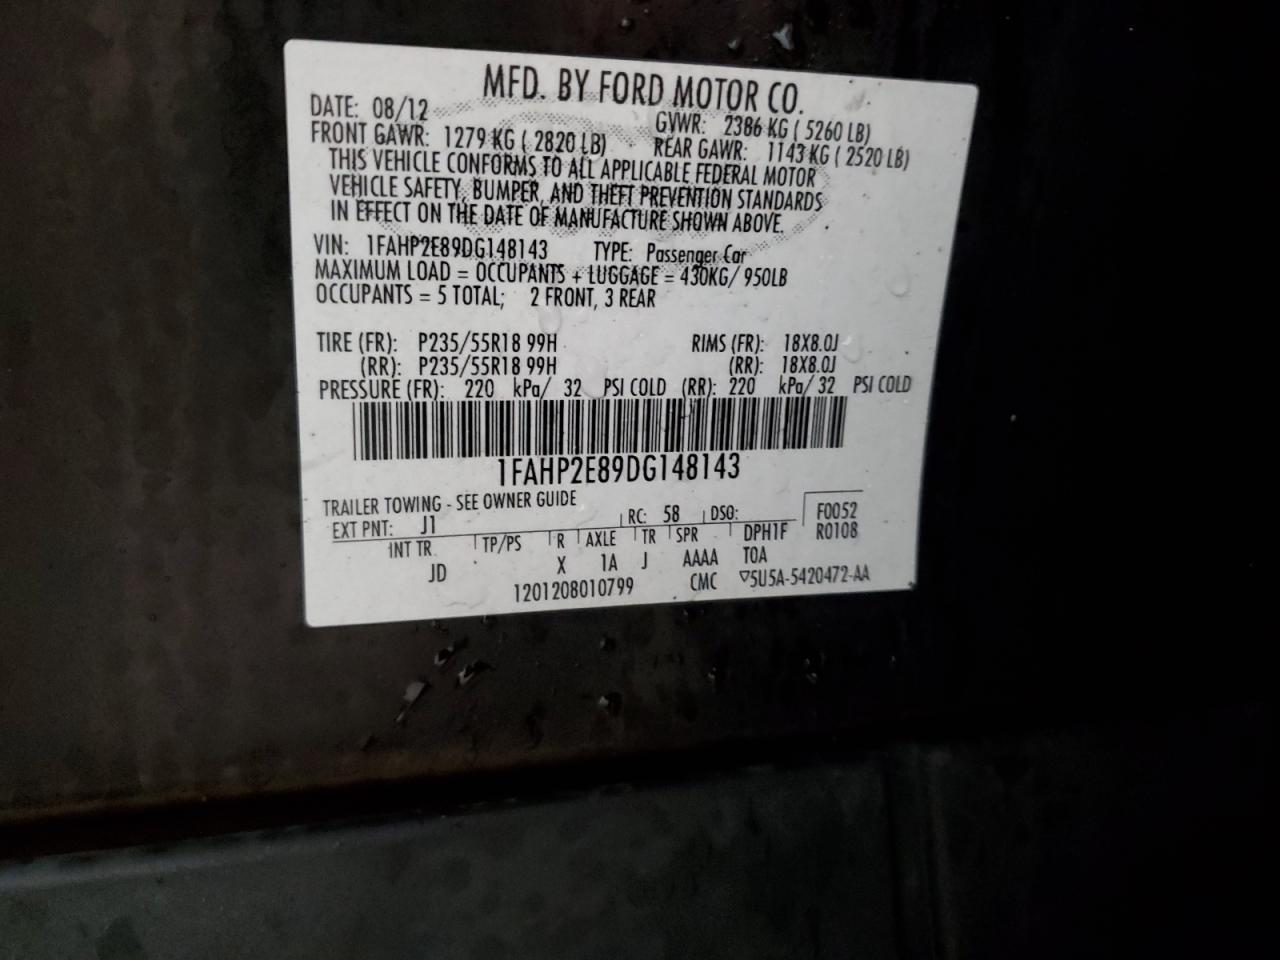 MFD. BY FORD MOTOR CO.
DATE: 08/12 GVWR: 2386 KG ( 5260 LB)
FRONT GAWR: 1279 KG ( 2820 LB) REAR GAWR: 1143 KG ( 2520 LB)
THIS VEHICLE CONFORMS TO ALL APPLICABLE FEDERAL MOTOR
VEHICLE SAFETY, BUMPER, AND THEFT PREVENTION STANDARDS
IN EFFECT ON THE DATE OF MANUFACTURE SHOWN ABOVE.
VIN: 1FAHP2E89DG148143 TYPE: Passenger Car
MAXIMUM LOAD = OCCUPANTS + LUGGAGE = 430KG/ 950LB
OCCUPANTS = 5 TOTAL; 2 FRONT, 3 REAR
TIRE (FR): P235/55R18 99H RIMS (FR): 18X8.0J
(RR): P235/55R18 99H (RR): 18X8.0J
PRESSURE (FR): 220 kPa/ 32 PSI COLD (RR): 220 kPa/ 32 PSI COLD
1FAHP2E89DG148143
TRAILER TOWING - SEE OWNER GUIDE
EXT PNT: J1 RC: 58 DSO: F0052
INT TR TP/PS R AXLE TR SPR DPH1F R0108
JD X 1A J AAAA TOA
1201208010799 CMC ▽5U5A-5420472-AA